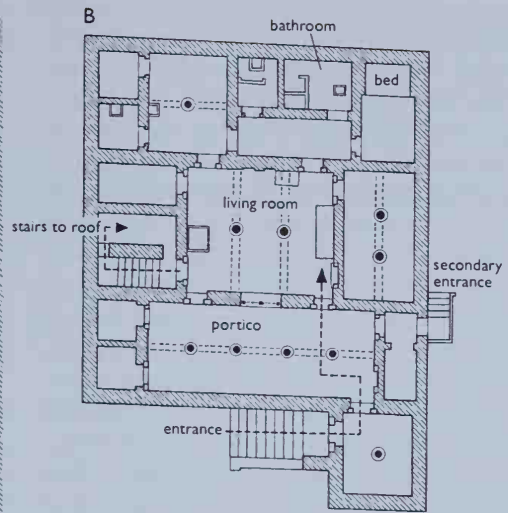 B
bathroom
bed
living room
stairs to roof
secondary
entrance
portico
entrance